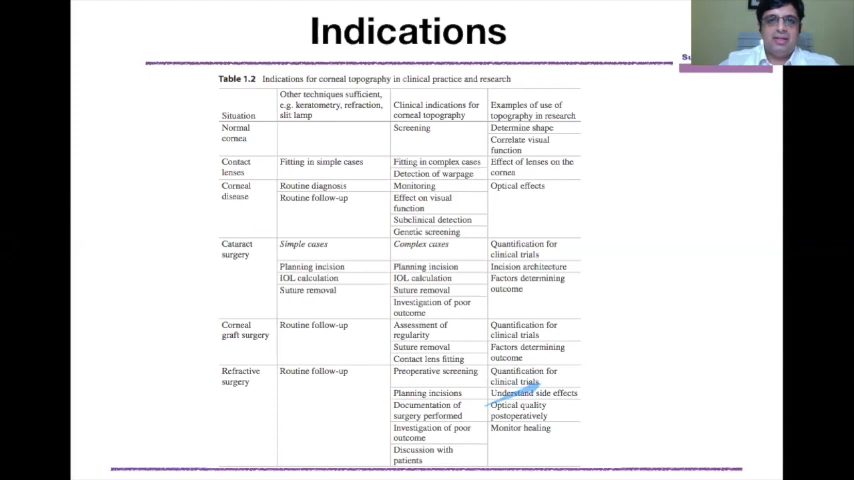 Indications
Su
Table 1.2 Indications for corneal topography in clinical practice and research
Situation
Other techniques sufficient,
e.g. keratometry, refraction,
slit lamp
Clinical indications for
corneal topography
Examples of use of
topography in research
Normal
cornea
Screening
Determine shape
Correlate visual
function
Contact
lenses
Fitting in simple cases
Fitting in complex cases
Detection of warpage
Effect of lenses on the
cornea
Corneal
disease
Routine diagnosis
Routine follow-up
Monitoring
Effect on visual
function
Subclinical detection
Genetic screening
Optical effects
Cataract
surgery
Simple cases
Planning incision
IOL calculation
Suture removal
Complex cases
Planning incision
IOL calculation
Suture removal
Investigation of poor
outcome
Quantification for
clinical trials
Incision architecture
Factors determining
outcome
Corneal
graft surgery
Routine follow-up
Assessment of
regularity
Suture removal
Contact lens fitting
Quantification for
clinical trials
Factors determining
outcome
Refractive
surgery
Routine follow-up
Preoperative screening
Planning incisions
Documentation of
surgery performed
Investigation of poor
outcome
Discussion with
patients
Quantification for
clinical trials
Understand side effects
Optical quality
postoperatively
Monitor healing